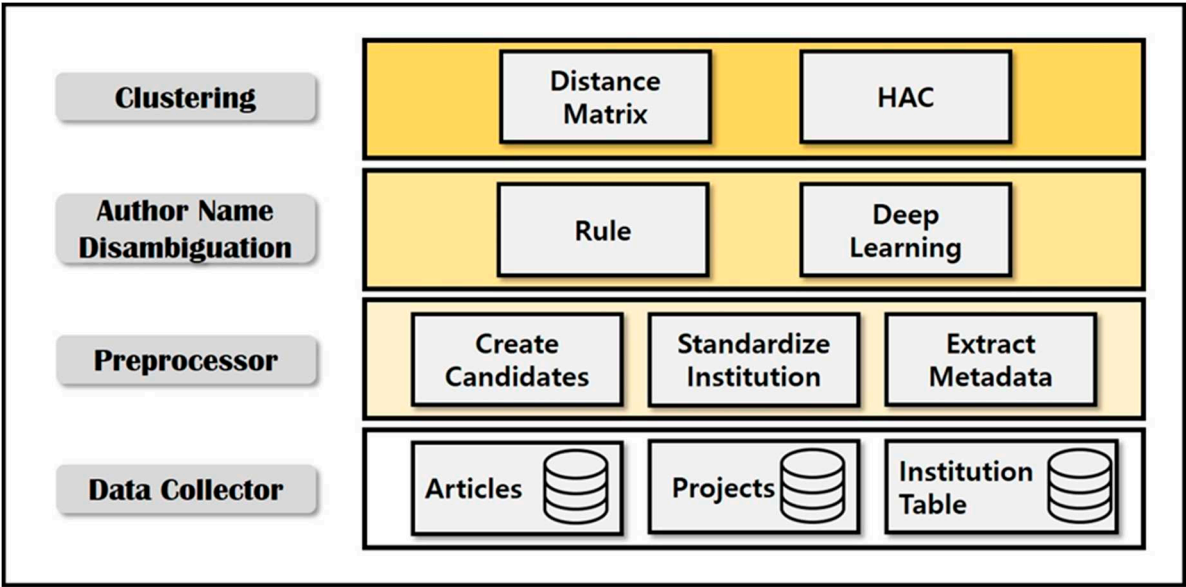 Clustering
Distance
Matrix
HAC
Author Name
Disambiguation
Rule
Deep
Learning
Preprocessor
Create
Candidates
Standardize
Institution
Extract
Metadata
Data Collector
Articles
Projects
Institution
Table